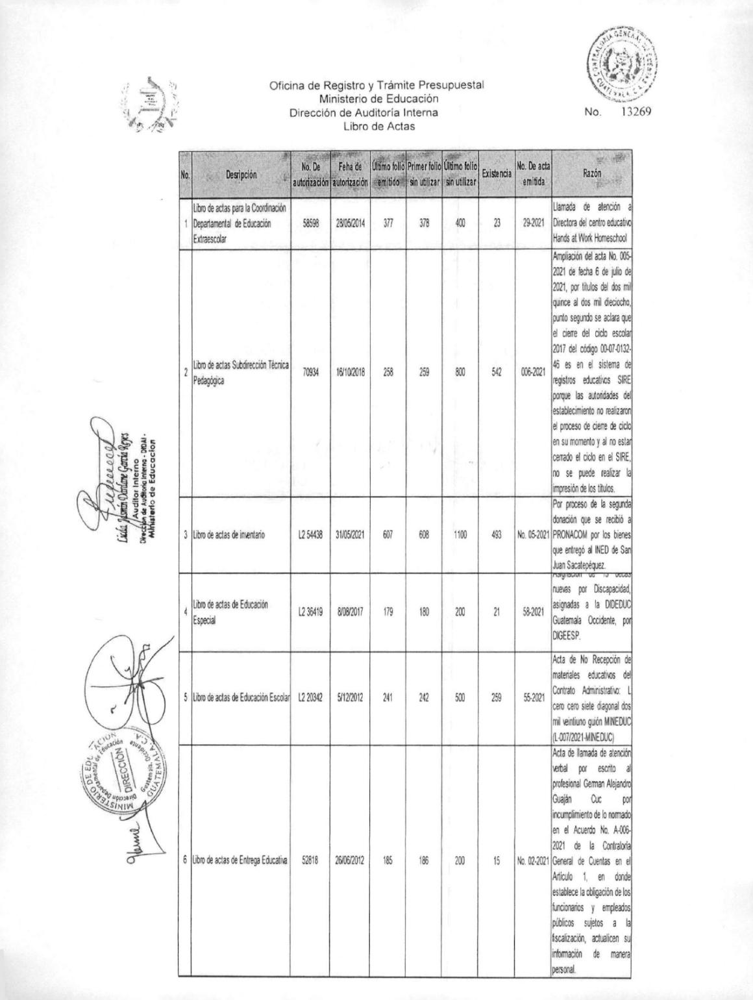 CONTRALORÍA GENERAL DE CUENTAS
GUATEMALA, C.A.
Oficina de Registro y Trámite Presupuestal
Ministerio de Educación
Dirección de Auditoría Interna
Libro de Actas
No. 13269
No. Desripción No. De autorización Feha de autorización Último folio emitido Primer folio sin utilizar Último folio sin utilizar Existencia No. De acta emitida Razón
1 Libro de actas para la Coordinación Departamental de Educación Extraescolar 58598 28/05/2014 377 378 400 23 29-2021
Llamada de atención a
Directora del centro educativo
Hands at Work Homeschool
2 Libro de actas Subdirección Técnica Pedagógica 70934 16/10/2018 258 259 800 542 006-2021
Ampliación del acta No. 005-
2021 de fecha 6 de julio de
2021, por títulos del dos mil
quince al dos mil dieciocho,
punto segundo se aclara que
el cierre del ciclo escolar
2017 del código 00-07-0132-
46 es en el sistema de
registros educativos SIRE
porque las autoridades del
establecimiento no realizaron
el proceso de cierre de ciclo
en su momento y al no estar
cerrado el ciclo en el SIRE,
no se puede realizar la
impresión de los títulos.
3 Libro de actas de inventario L2 54438 31/05/2021 607 608 1100 493 No. 05-2021
Por proceso de la segunda
donación que se recibió a
PRONACOM por los bienes
que entregó al INED de San
Juan Sacatepéquez.
4 Libro de actas de Educación Especial L2 36419 8/08/2017 179 180 200 21 58-2021
Asignación de 15 becas
nuevas por Discapacidad,
asignadas a la DIDEDUC
Guatemala Occidente, por
DIGEESP.
5 Libro de actas de Educación Escolar L2 20342 5/12/2012 241 242 500 259 55-2021
Acta de No Recepción de
materiales educativos del
Contrato Administrativo: L
cero cero siete diagonal dos
mil veintiuno guión MINEDUC
(L-007/2021-MINEDUC)
6 Libro de actas de Entrega Educativa 52818 26/06/2012 185 186 200 15 No. 02-2021
Acta de llamada de atención
verbal por escrito al
profesional German Alejandro
Guaján Cuc por
incumplimiento de lo normado
en el Acuerdo No. A-006-
2021 de la Contraloría
General de Cuentas en el
Artículo 1, en donde
establece la obligación de los
funcionarios y empleados
públicos sujetos a la
fiscalización, actualicen su
información de manera
personal.
Licda. Jasmín Darlane García Reyes
Auditor Interno
Dirección de Auditoría Interna - DIDAI -
Ministerio de Educacion
MINISTERIO DE EDUCACION
Dirección Departamental de Educación
DIRECCIÓN
Guatemala, Occidente
GUATEMALA, C.A.